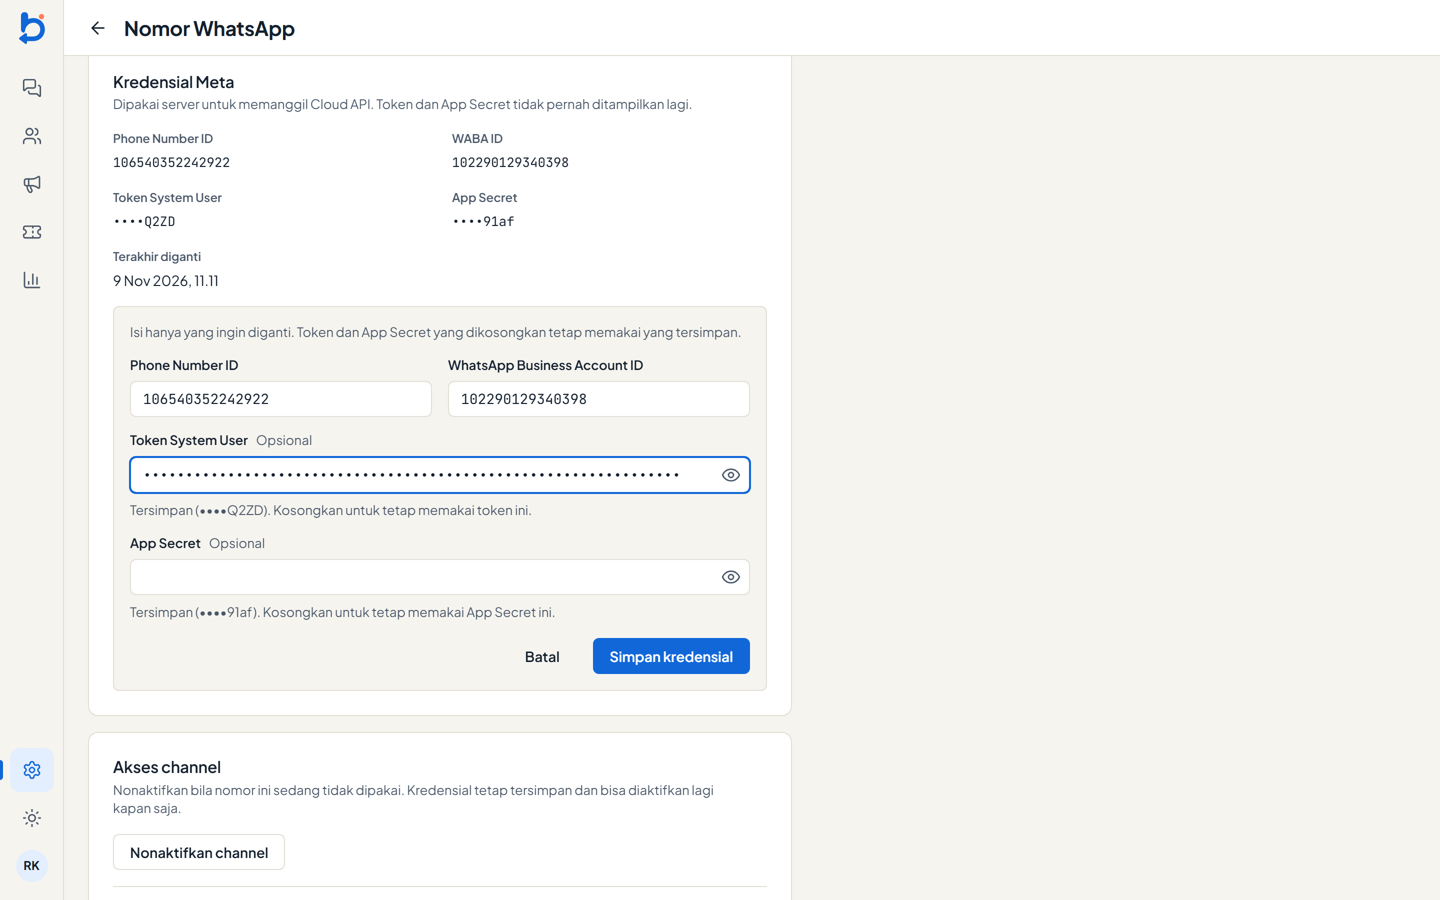 Nomor WhatsApp
Kredensial Meta
Dipakai server untuk memanggil Cloud API. Token dan App Secret tidak pernah ditampilkan lagi.
Phone Number ID
106540352242922
WABA ID
102290129340398
Token System User
••••Q2ZD
App Secret
••••91af
Terakhir diganti
9 Nov 2026, 11.11
Isi hanya yang ingin diganti. Token dan App Secret yang dikosongkan tetap memakai yang tersimpan.
Phone Number ID
106540352242922
WhatsApp Business Account ID
102290129340398
Token System User Opsional
••••••••••••••••••••••••••••••••••••••••••••••••••••••••••••••••
Tersimpan (••••Q2ZD). Kosongkan untuk tetap memakai token ini.
App Secret Opsional
Tersimpan (••••91af). Kosongkan untuk tetap memakai App Secret ini.
Batal
Simpan kredensial
Akses channel
Nonaktifkan bila nomor ini sedang tidak dipakai. Kredensial tetap tersimpan dan bisa diaktifkan lagi
kapan saja.
Nonaktifkan channel
RK